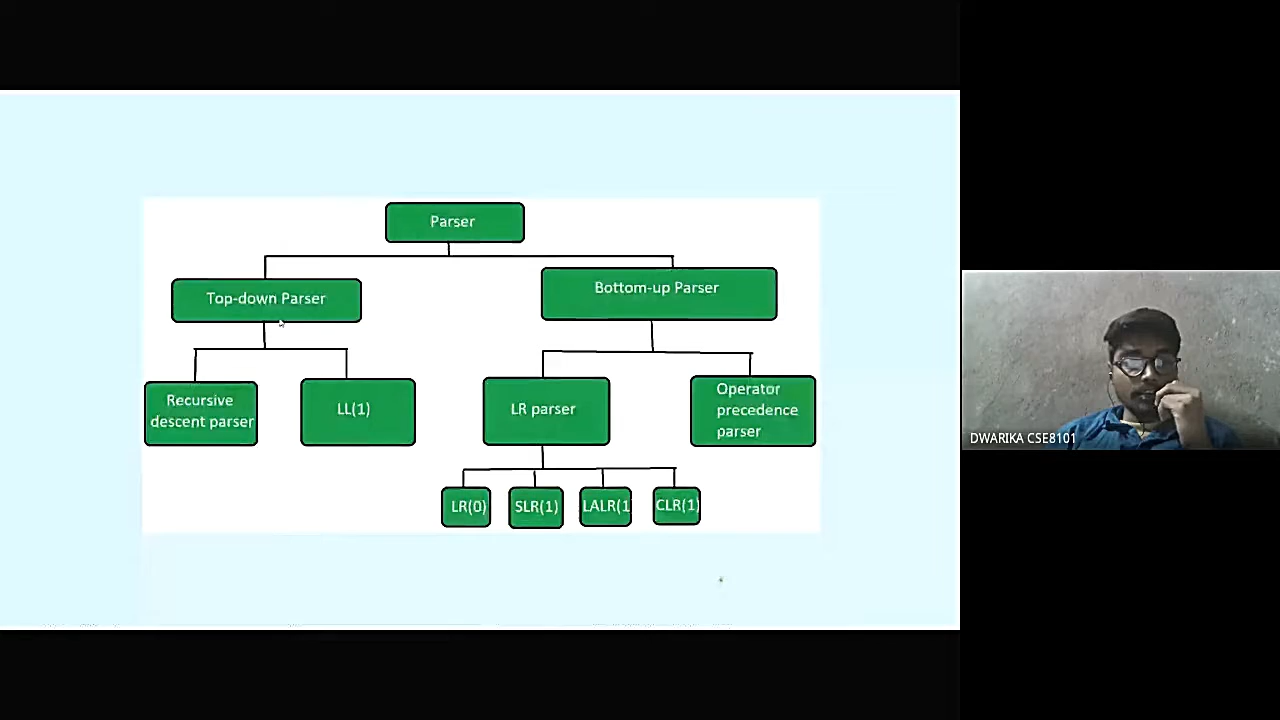 Parser
Top-down Parser
Bottom-up Parser
Recursive
descent parser
LL(1)
LR parser
Operator
precedence
parser
LR(0)
SLR(1)
LALR(1
CLR(1)
DWARIKA CSE8101